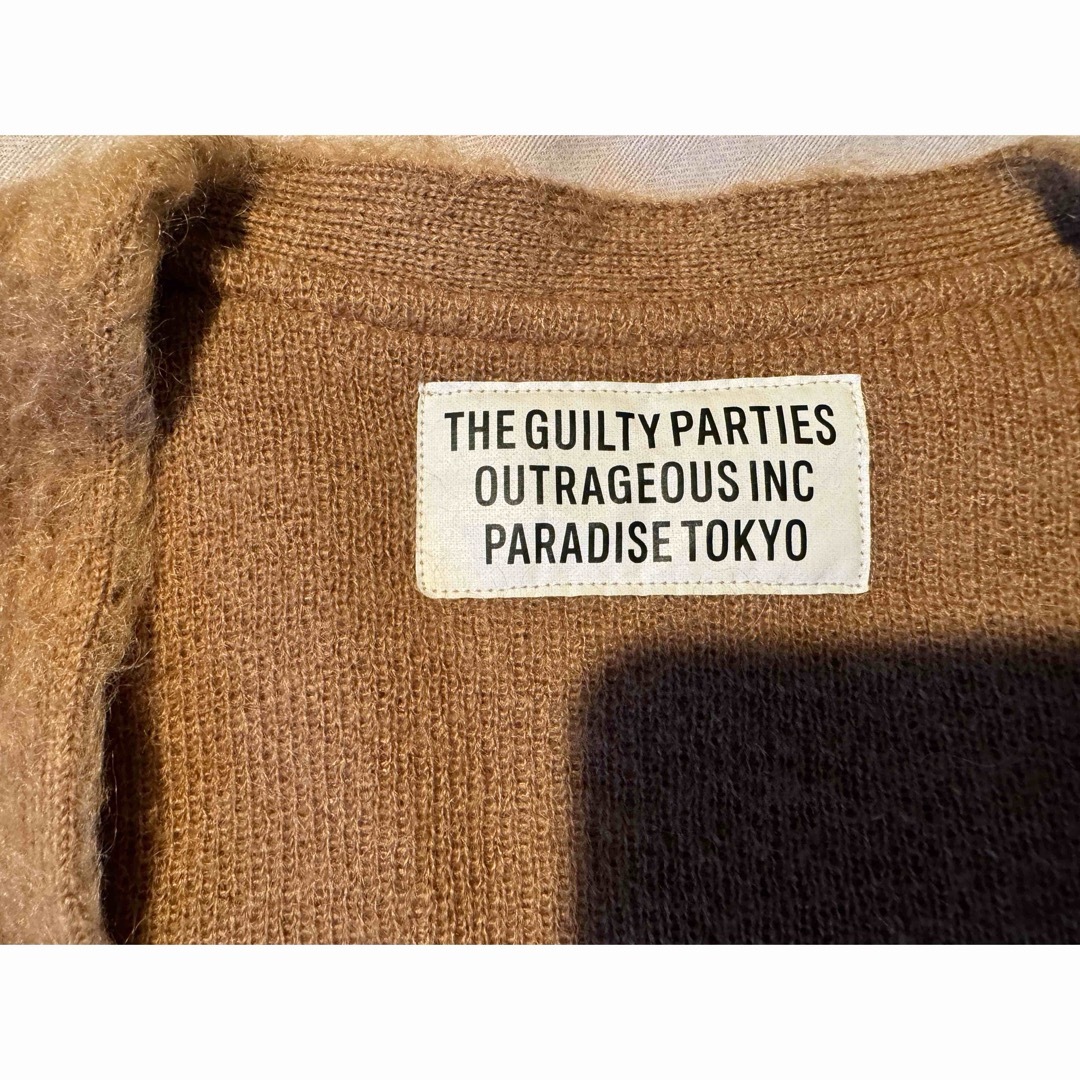 THE GUILTY PARTIES
OUTRAGEOUS INC
PARADISE TOKYO